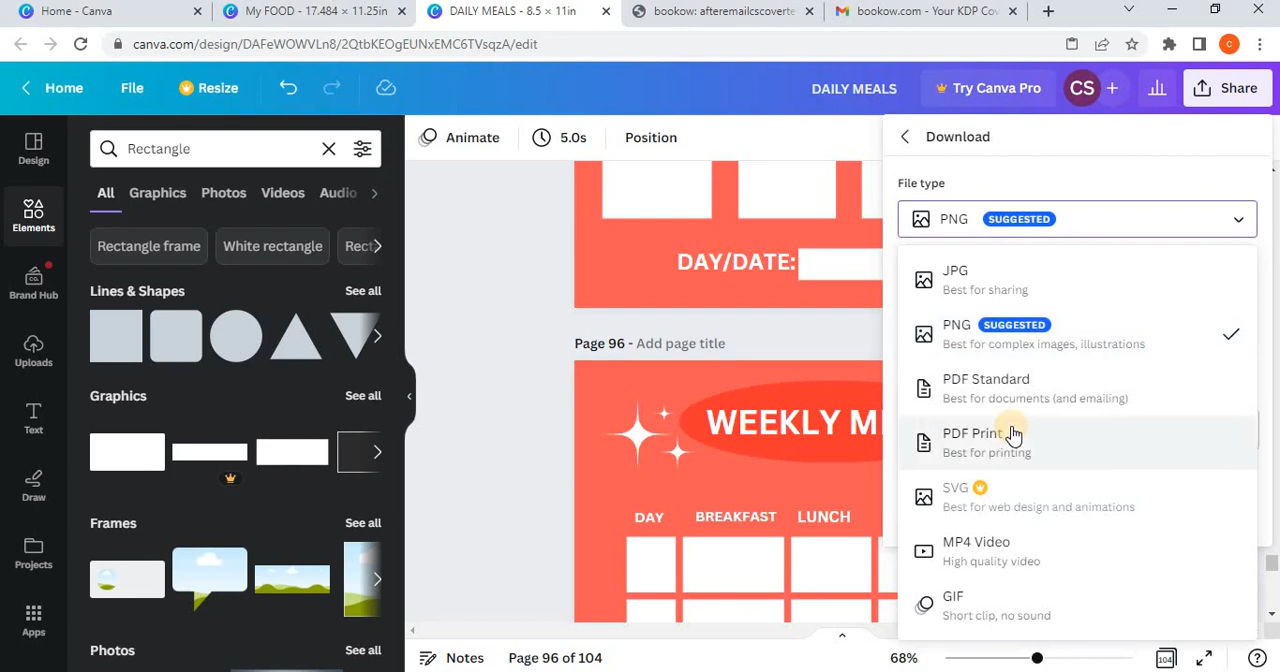 Home - Canva
My FOOD - 17.484 × 11.25in
DAILY MEALS - 8.5 × 11in
bookow: afteremailcscoverte
bookow.com - Your KDP Cov
canva.com/design/DAFeWOWVLn8/2QtbKEOgEUNxEMC6TVsqzA/edit
C
Home
File
Resize
DAILY MEALS
Try Canva Pro
CS
Share
Design
Elements
Brand Hub
Uploads
Text
Draw
Projects
Apps
Rectangle
All
Graphics
Photos
Videos
Audio
Rectangle frame
White rectangle
Rect
Lines & Shapes
See all
Graphics
See all
Frames
See all
Photos
See all
Animate
5.0s
Position
DAY/DATE:
Page 96 - Add page title
WEEKLY M
DAY
BREAKFAST
LUNCH
Download
File type
PNG SUGGESTED
JPG
Best for sharing
PNG SUGGESTED
Best for complex images, illustrations
PDF Standard
Best for documents (and emailing)
PDF Print
Best for printing
SVG
Best for web design and animations
MP4 Video
High quality video
GIF
Short clip, no sound
Notes
Page 96 of 104
68%
104